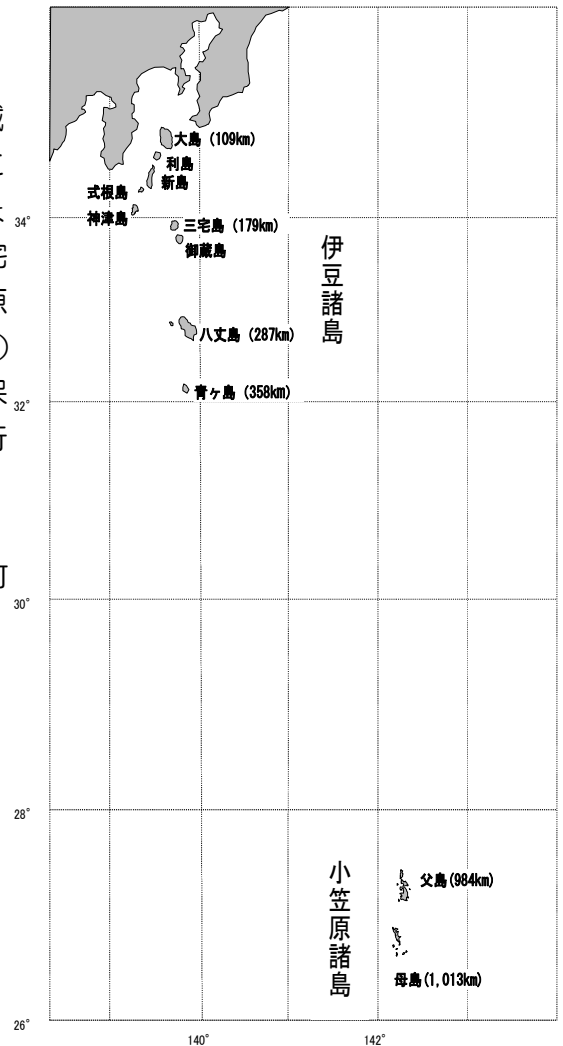 大島 (109km)
利島
新島
式根島
神津島
34°
三宅島 (179km)
御蔵島
伊豆諸島
八丈島 (287km)
青ヶ島 (358km)
32°
30°
28°
小笠原諸島
父島(984km)
母島(1,013km)
26°
140°
142°